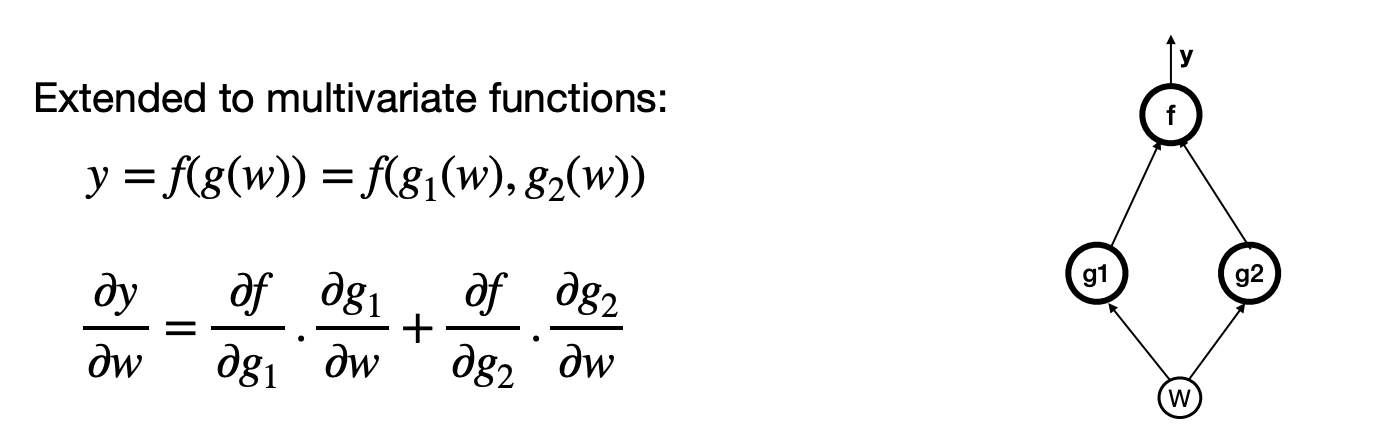 Extended to multivariate functions:
y = f(g(w)) = f(g₁(w), g₂(w))
∂y/∂w = ∂f/∂g₁ . ∂g₁/∂w + ∂f/∂g₂ . ∂g₂/∂w
y
f
g1
g2
W